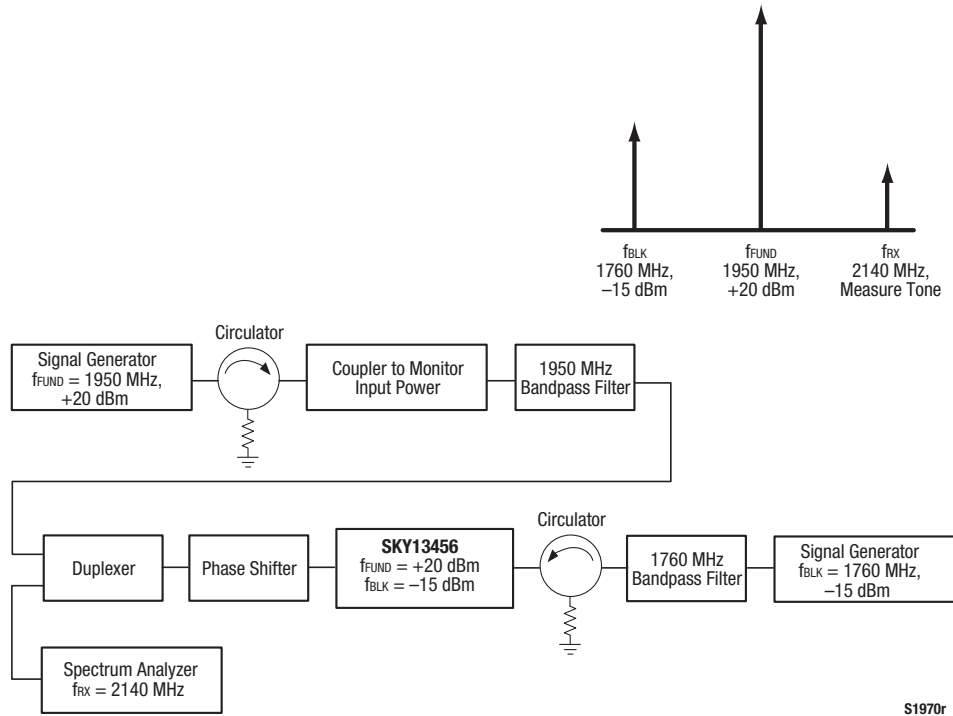 fBLK
1760 MHz,
–15 dBm
fFUND
1950 MHz,
+20 dBm
fRX
2140 MHz,
Measure Tone
Signal Generator
fFUND = 1950 MHz,
+20 dBm
Circulator
Coupler to Monitor
Input Power
1950 MHz
Bandpass Filter
Duplexer
Phase Shifter
SKY13456
fFUND = +20 dBm
fBLK = –15 dBm
Circulator
1760 MHz
Bandpass Filter
Signal Generator
fBLK = 1760 MHz,
–15 dBm
Spectrum Analyzer
fRX = 2140 MHz
S1970r